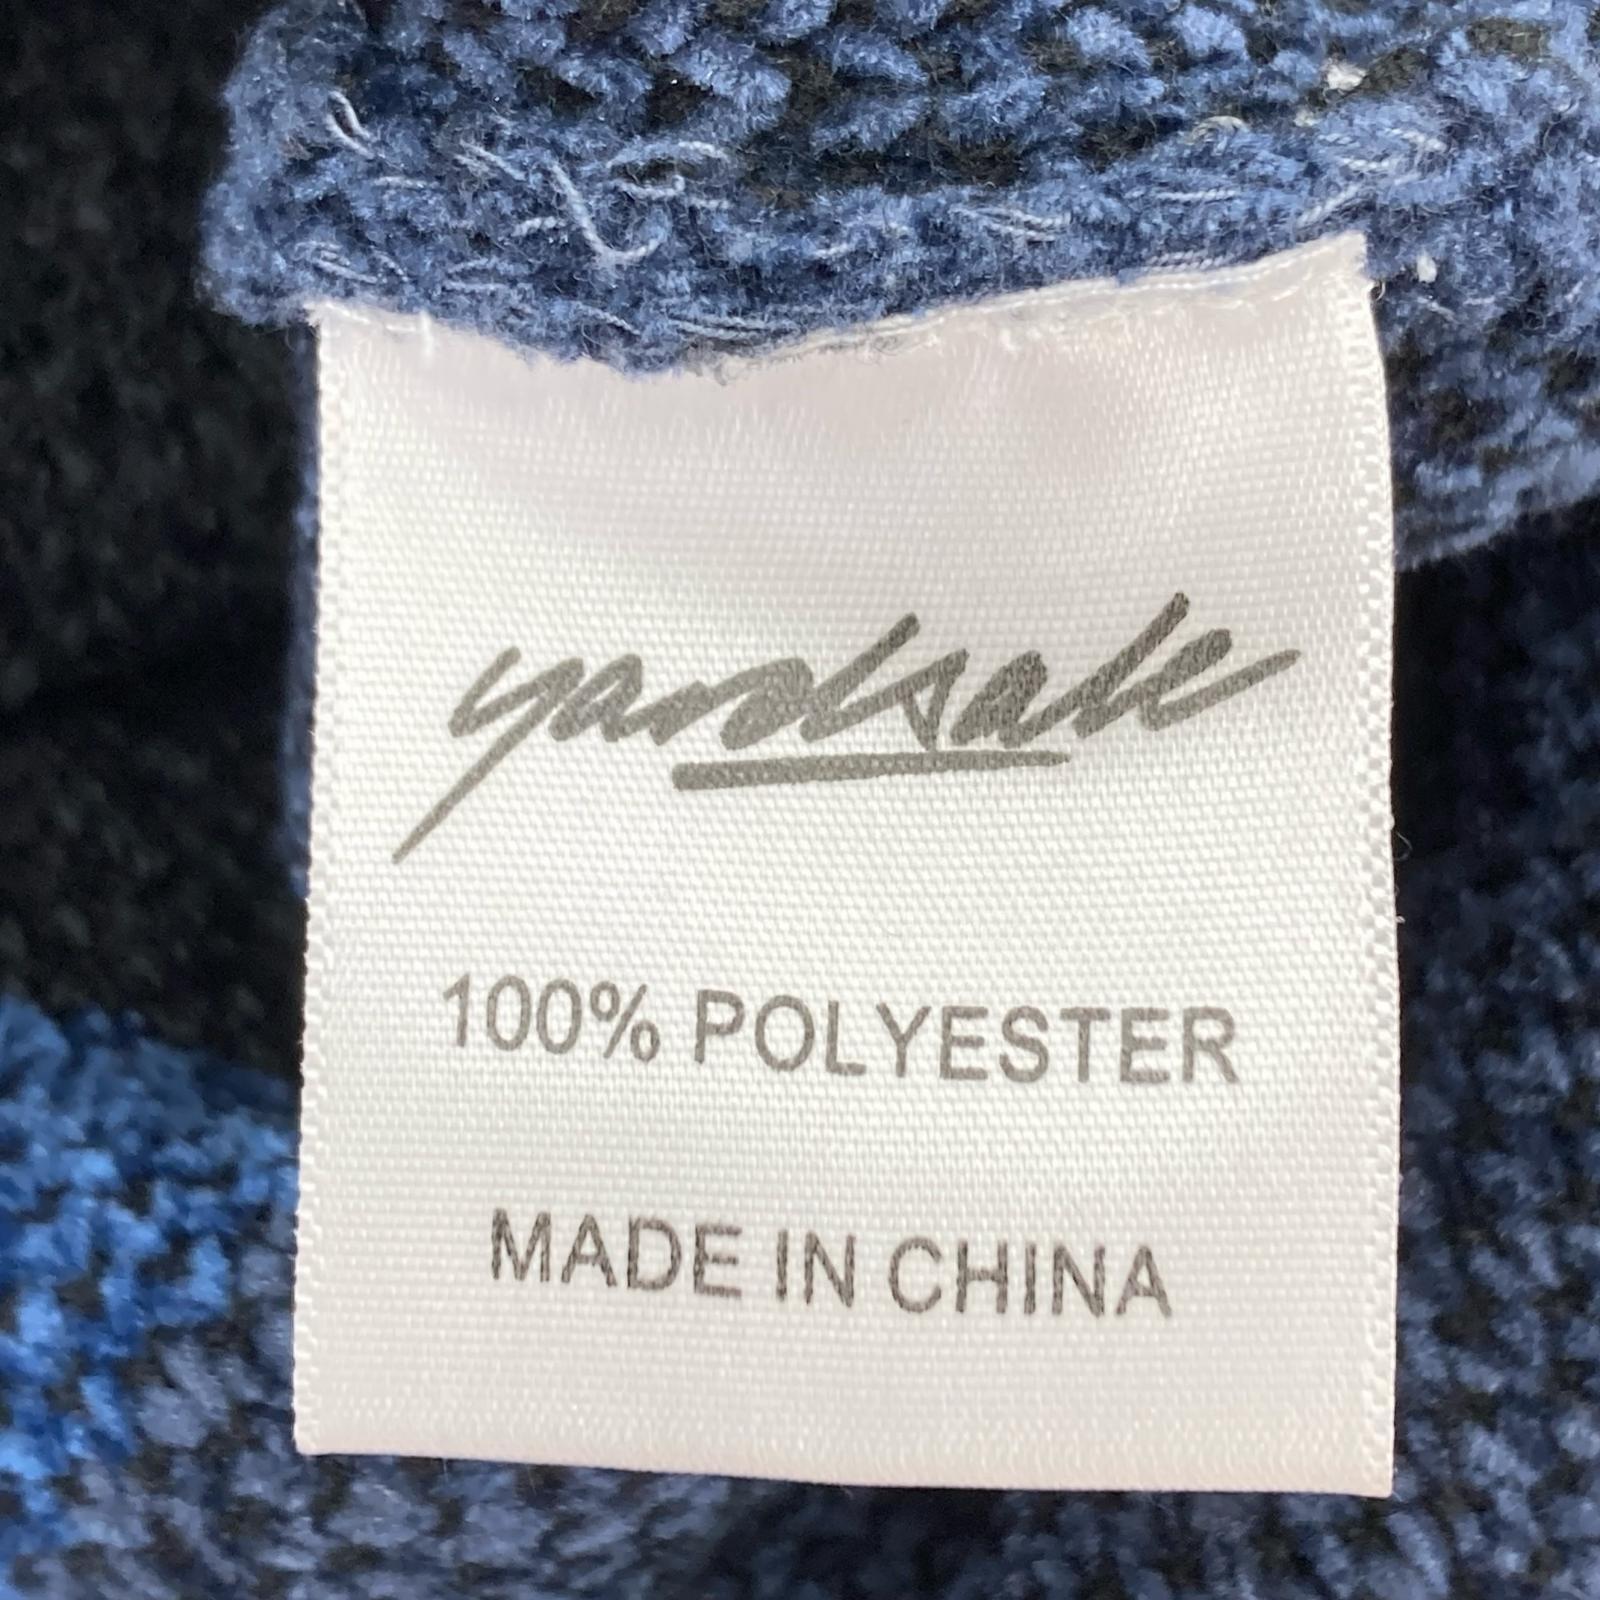 yardsale
100% POLYESTER
MADE IN CHINA